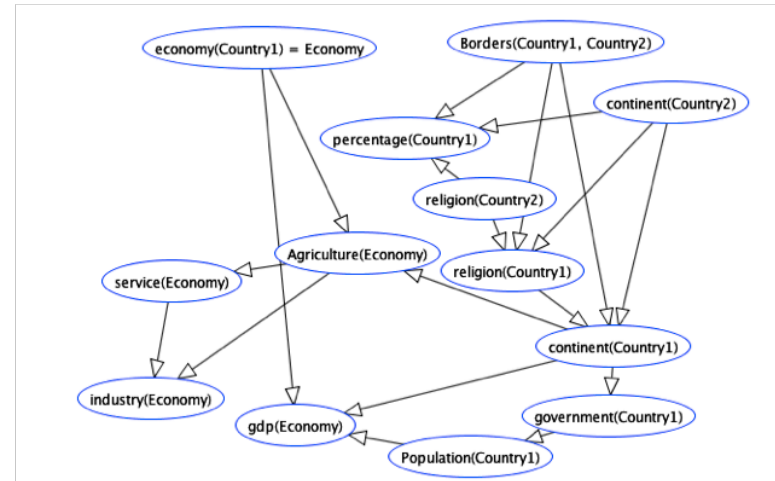 economy(Country1) = Economy
Borders(Country1, Country2)
continent(Country2)
percentage(Country1)
religion(Country2)
Agriculture(Economy)
religion(Country1)
service(Economy)
continent(Country1)
industry(Economy)
government(Country1)
gdp(Economy)
Population(Country1)